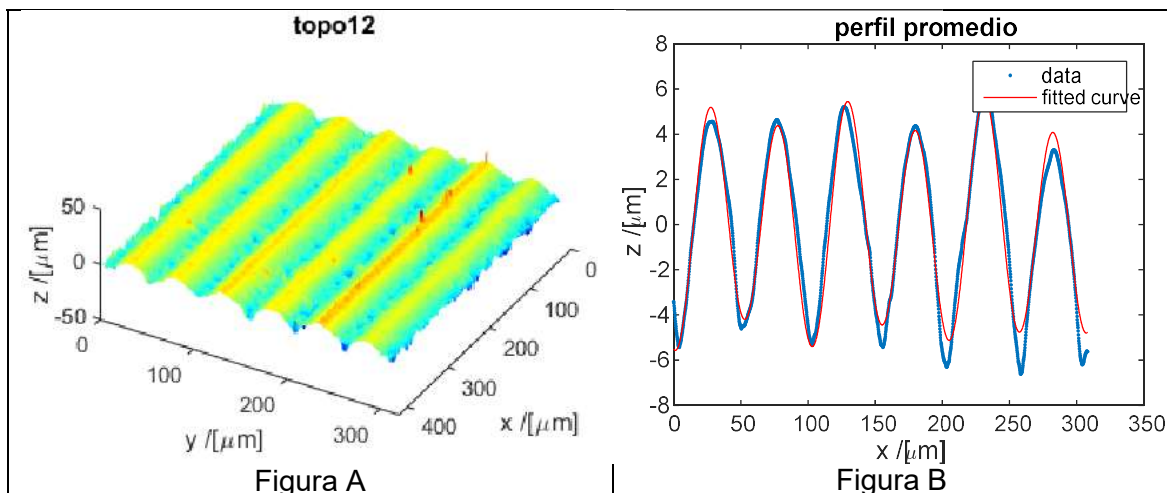 topo12
z /[μm]
50
0
-50
0
100
200
300
y /[μm]
0
100
200
300
400
x /[μm]
Figura A
perfil promedio
data
fitted curve
z /[μm]
8
6
4
2
0
-2
-4
-6
-8
0
50
100
150
200
250
300
350
x /[μm]
Figura B